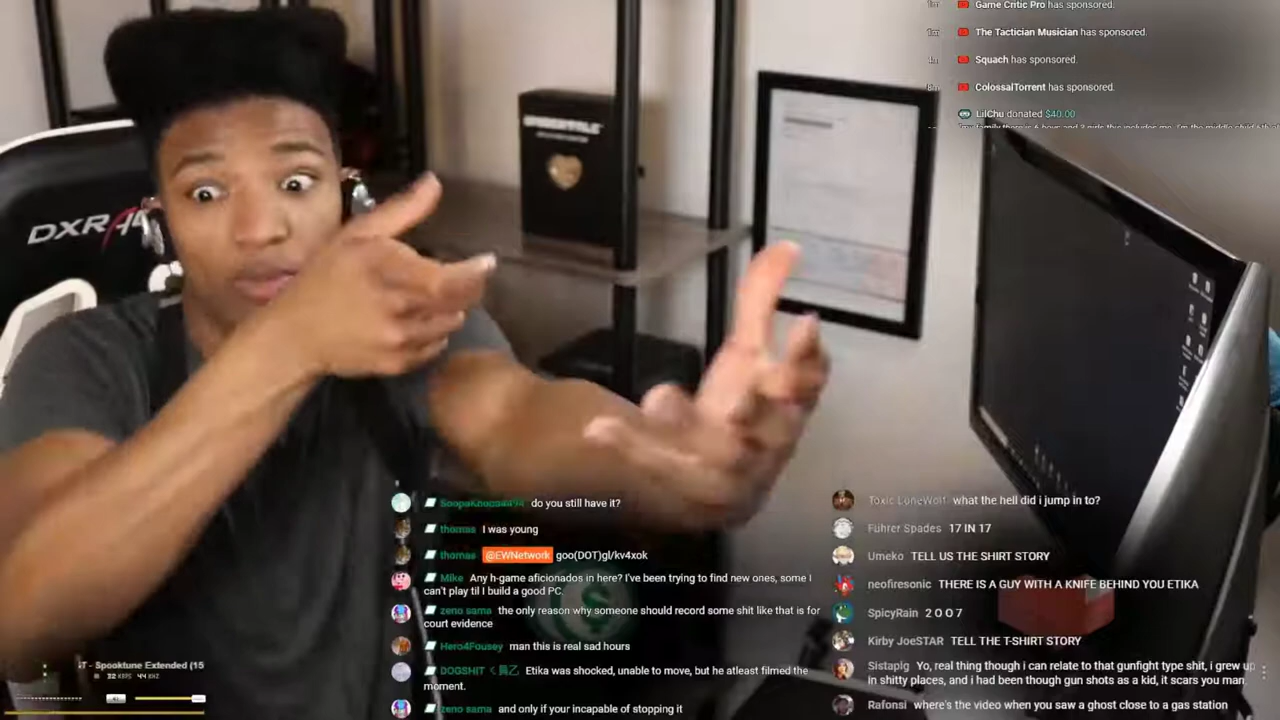 Game Critic Pro has sponsored.
The Tactician Musician has sponsored.
Squach has sponsored.
ColossalTorrent has sponsored.
LilChu donated $40.00
UNDERTALE
DXRA
do you still have it?
thomas I was young
thomas @EWNetwork goo(DOT)gl/kv4xok
Mike Any h-game aficionados in here? I've been trying to find new ones, some I
can't play til I build a good PC.
zeno sama the only reason why someone should record some shit like that is for
court evidence
Hero4Fousey man this is real sad hours
DOGSHIT Etika was shocked, unable to move, but he atleast filmed the
moment.
zeno sama and only if your incapable of stopping it
Toxic LoneWolf what the hell did i jump in to?
Führer Spades 17 IN 17
Umeko TELL US THE SHIRT STORY
neofiresonic THERE IS A GUY WITH A KNIFE BEHIND YOU ETIKA
SpicyRain 2 0 0 7
Kirby JoeSTAR TELL THE T-SHIRT STORY
Sistapig Yo, real thing though i can relate to that gunfight type shit, i grew up
in shitty places, and i had been though gun shots as a kid, it scars you man.
Rafonsi where's the video when you saw a ghost close to a gas station
- Spooktune Extended (15
32 KBPS 44 KHZ